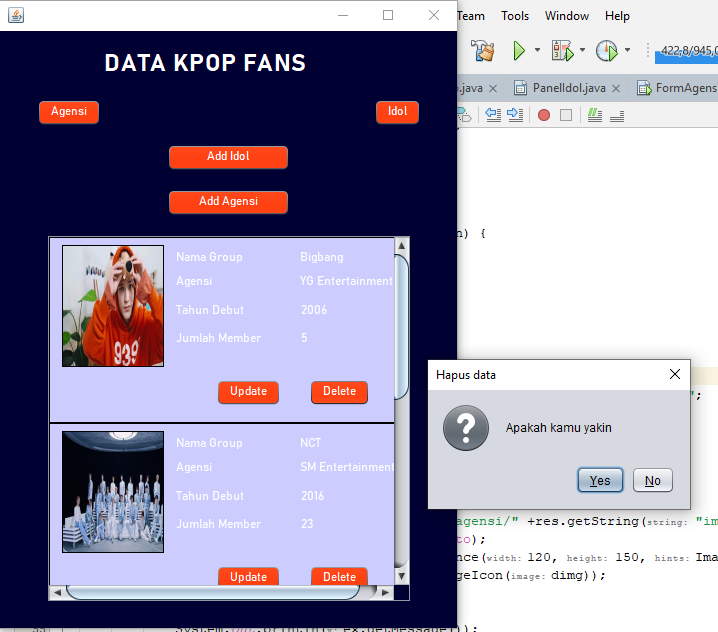 Team Tools Window Help
422,8/945,0
DATA KPOP FANS
.java PanelIdol.java FormAgens
Agensi Idol
Add Idol
Add Agensi
n) {
Nama Group Bigbang
Agensi YG Entertainment
Tahun Debut 2006
Jumlah Member 5
939
Update Delete
";
Hapus data
Apakah kamu yakin
Yes No
Nama Group NCT
Agensi SM Entertainment
Tahun Debut 2016
Jumlah Member 23
Update Delete
agensi/" +res.getString(string: "im
to);
nce(width: 120, height: 150, hints: Ima
geIcon(image: dimg));